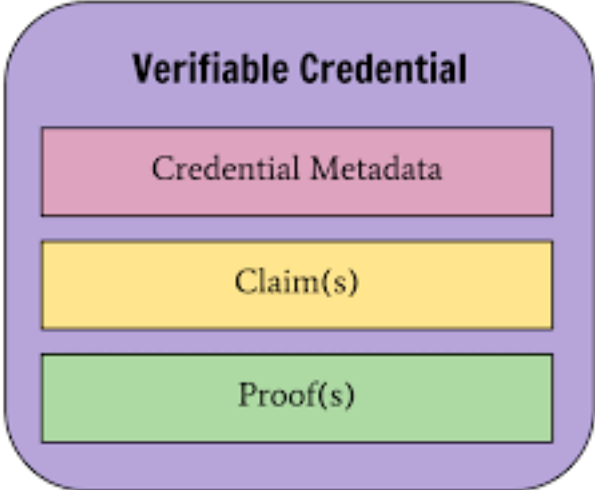 Verifiable Credential
Credential Metadata
Claim(s)
Proof(s)